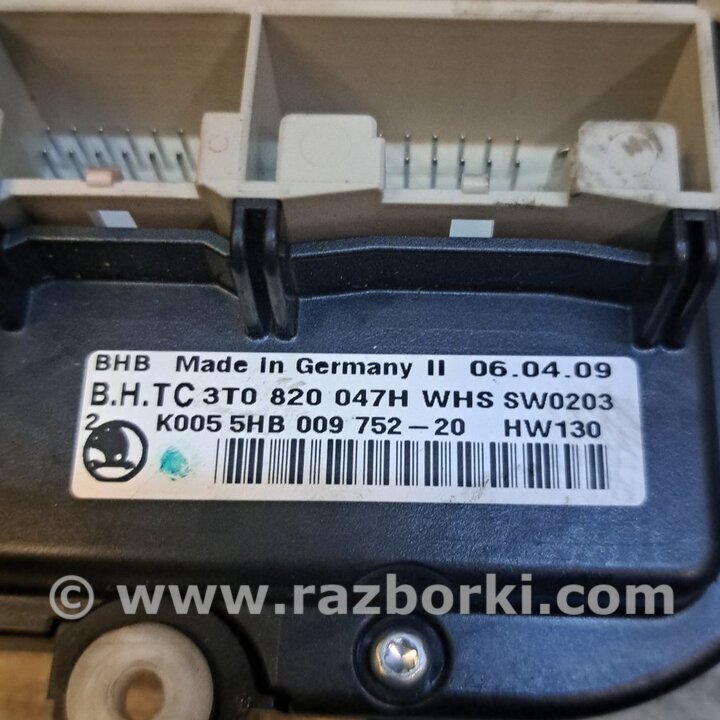 BHB Made in Germany II 06.04.09
B.H.TC 3T0 820 047H WHS SW0203
2 K005 5HB 009 752-20 HW130
© www.razborki.com